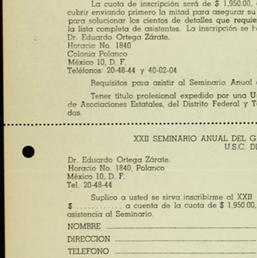 La cuota de inscripción será de $ 1,950.00,
cubrir enviando primero la mitad para asegurar su
para solucionar los cientos de detalles que requie
la lista completa de asistentes. La inscripción se h
Dr. Eduardo Ortega Zárate.
Horacio No. 1840
Colonia Polanco
México 10, D. F.
Teléfonos: 20-48-44 y 40-02-04
Requisitos para asistir al Seminario Anual
Tener título profesional expedido por una U
de Asociaciones Estatales, del Distrito Federal y T
das.
XXII SEMINARIO ANUAL DEL G
U.S.C. DI
Dr. Eduardo Ortega Zárate.
Horacio No. 1840, Polanco
México 10, D. F.
Tel. 20-48-44
Suplico a usted se sirva inscribirme al XXII
$ .......... a cuenta de la cuota de $ 1,950.00,
asistencia al Seminario.
NOMBRE
DIRECCION
TELEFONO